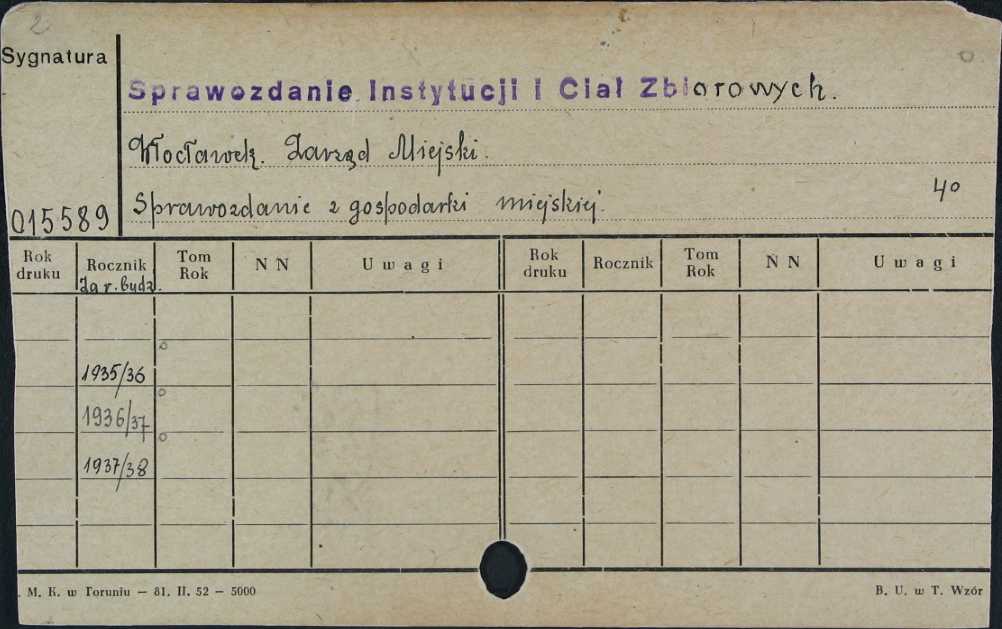 2
Sygnatura
Sprawozdanie Instytucji i Ciał Zbiorowych.
Włocławek. Zarząd Miejski.
Sprawozdanie z gospodarki miejskiej.
40
015589
Rok druku Rocznik Za r. budż. Tom Rok N N Uwagi Rok druku Rocznik Tom Rok N N Uwagi
1935/36
1936/37
1937/38
M. K. w Toruniu — 81. II. 52 — 5000
B. U. w T. Wzór